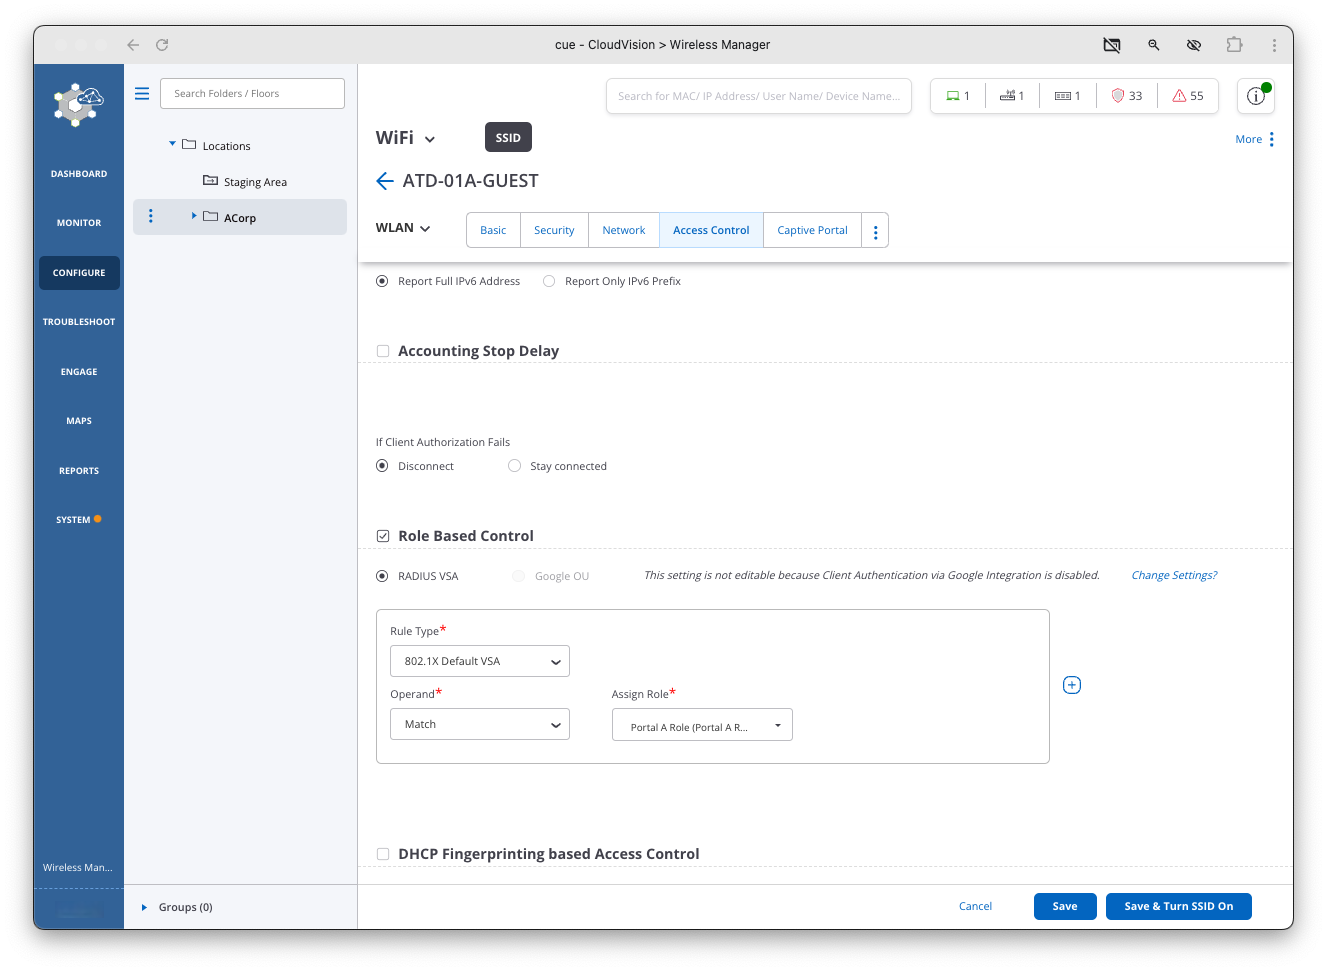 cue - CloudVision > Wireless Manager
Search Folders / Floors
Search for MAC/ IP Address/ User Name/ Device Name...
1
1
1
33
55
DASHBOARD
MONITOR
CONFIGURE
TROUBLESHOOT
ENGAGE
MAPS
REPORTS
SYSTEM
Wireless Man...
Locations
Staging Area
ACorp
Groups (0)
WiFi
SSID
More
ATD-01A-GUEST
WLAN
Basic
Security
Network
Access Control
Captive Portal
Report Full IPv6 Address
Report Only IPv6 Prefix
Accounting Stop Delay
If Client Authorization Fails
Disconnect
Stay connected
Role Based Control
RADIUS VSA
Google OU
This setting is not editable because Client Authentication via Google Integration is disabled.
Change Settings?
Rule Type*
802.1X Default VSA
Operand*
Assign Role*
Match
Portal A Role (Portal A R...
DHCP Fingerprinting based Access Control
Cancel
Save
Save & Turn SSID On